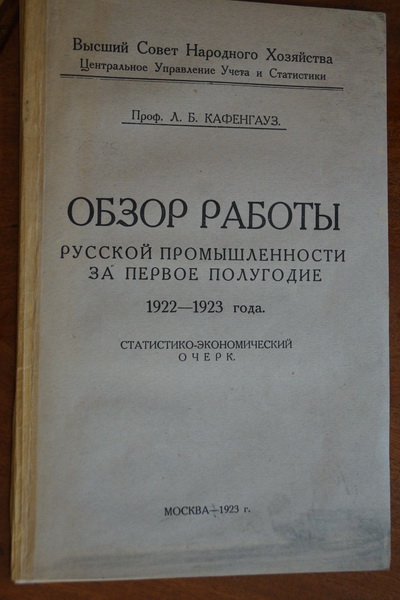 Высший Совет Народного Хозяйства
Центральное Управление Учета и Статистики
Проф. Л. Б. КАФЕНГАУЗ.
ОБЗОР РАБОТЫ
РУССКОЙ ПРОМЫШЛЕННОСТИ
ЗА ПЕРВОЕ ПОЛУГОДИЕ
1922—1923 года.
СТАТИСТИКО-ЭКОНОМИЧЕСКИЙ
ОЧЕРК.
МОСКВА—1923 г.